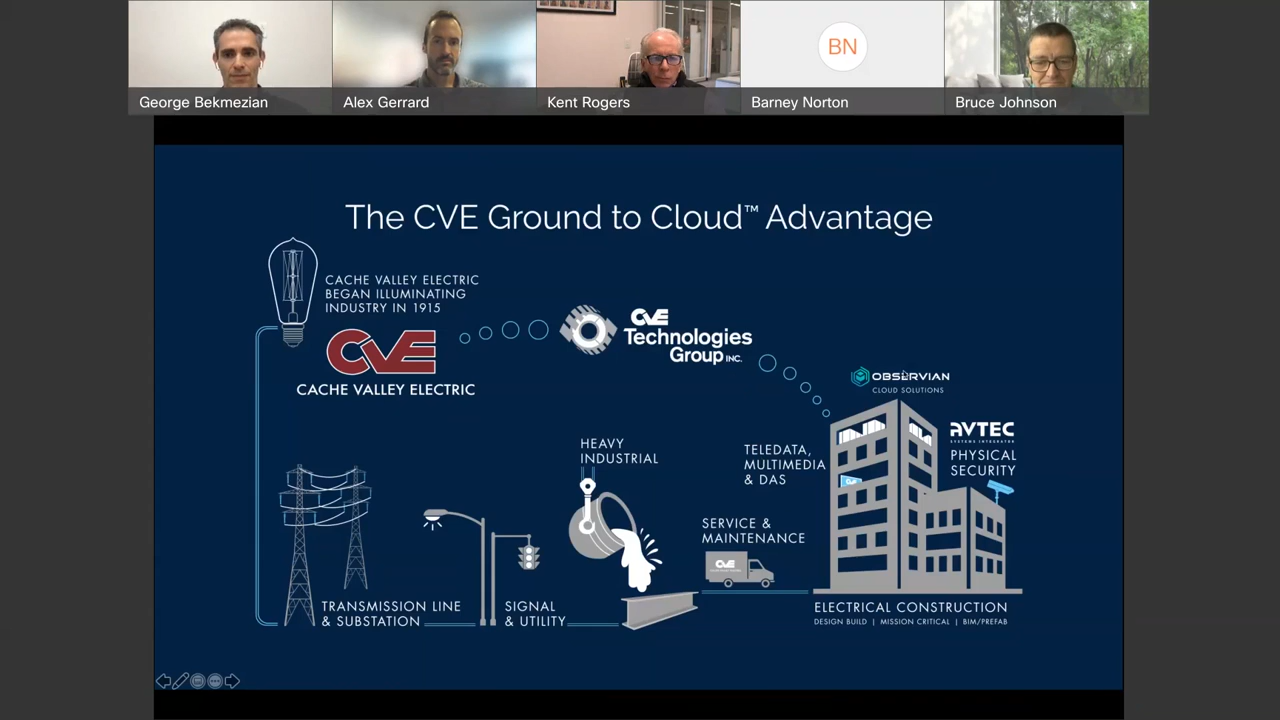 George Bekmezian
Alex Gerrard
Kent Rogers
BN
Barney Norton
Bruce Johnson
The CVE Ground to Cloud™ Advantage
CACHE VALLEY ELECTRIC
BEGAN ILLUMINATING
INDUSTRY IN 1915
CVE
CACHE VALLEY ELECTRIC
CVE
Technologies
Group INC.
OBSERVIAN
CLOUD SOLUTIONS
AVTEC
SYSTEMS INTEGRATOR
PHYSICAL
SECURITY
HEAVY
INDUSTRIAL
TELEDATA,
MULTIMEDIA
& DAS
SERVICE &
MAINTENANCE
CVE
TRANSMISSION LINE
& SUBSTATION
SIGNAL
& UTILITY
ELECTRICAL CONSTRUCTION
DESIGN BUILD | MISSION CRITICAL | BIM/PREFAB